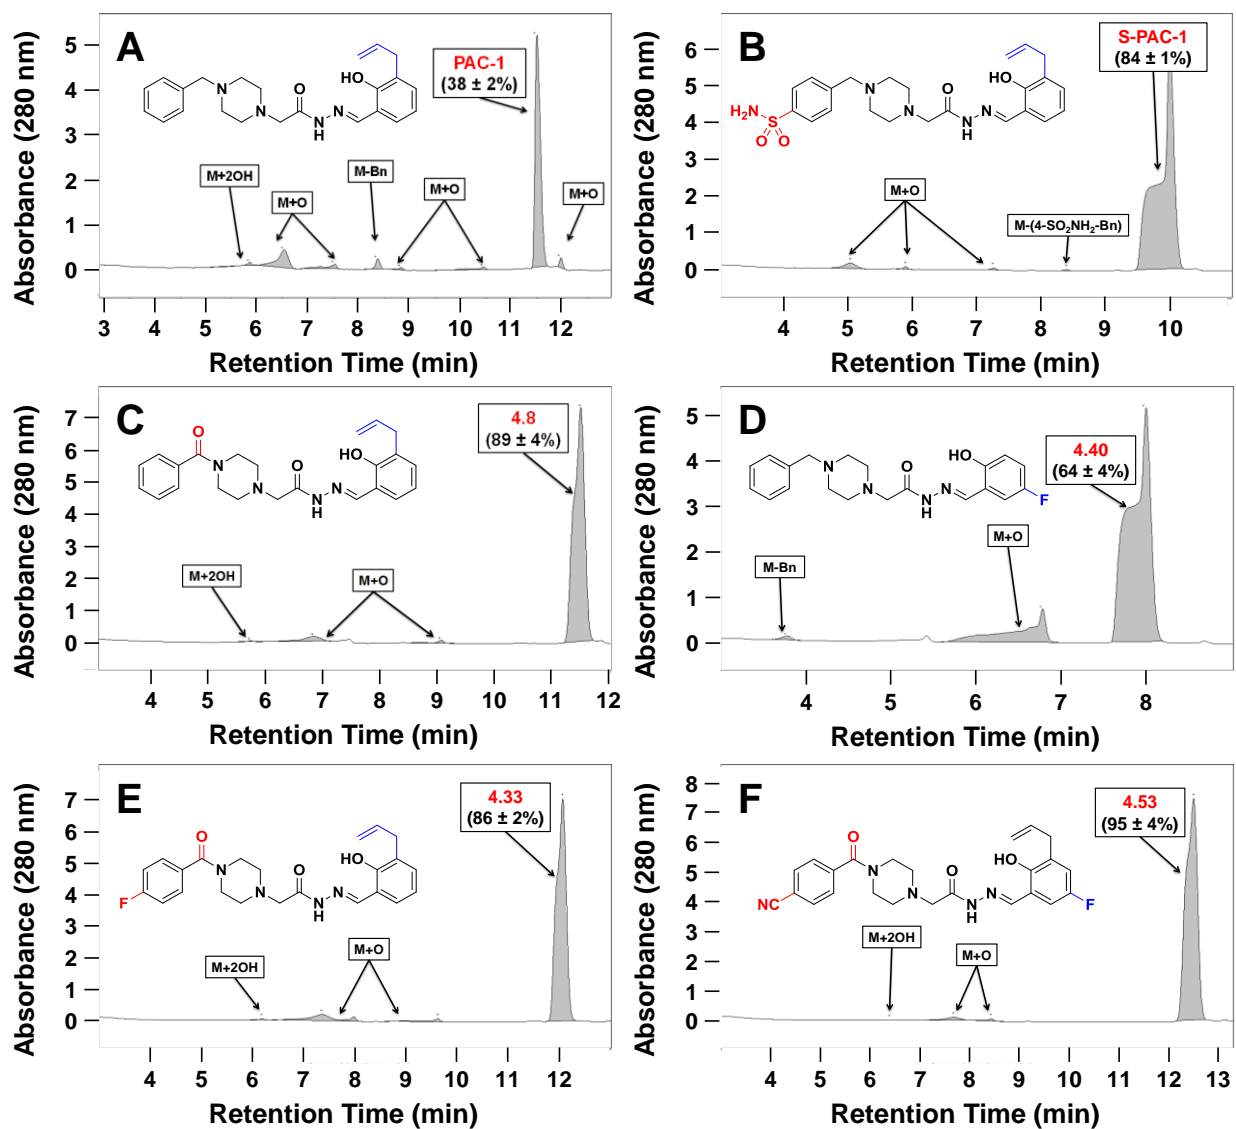 A
Absorbance (280 nm)
5
4
3
2
1
0
PAC-1
(38 ± 2%)
HO
O
N
N
N
N
H
M+2OH
M+O
M-Bn
M+O
M+O
3 4 5 6 7 8 9 10 11 12
Retention Time (min)
B
Absorbance (280 nm)
6
5
4
3
2
1
0
S-PAC-1
(84 ± 1%)
HO
O
N
N
N
N
H
H₂N
S
O O
M+O
M-(4-SO₂NH₂-Bn)
4 5 6 7 8 9 10
Retention Time (min)
C
Absorbance (280 nm)
7
6
5
4
3
2
1
0
4.8
(89 ± 4%)
O
HO
O
N
N
N
N
H
M+2OH
M+O
4 5 6 7 8 9 10 11 12
Retention Time (min)
D
Absorbance (280 nm)
5
4
3
2
1
0
4.40
(64 ± 4%)
HO
O
N
N
N
N
H
F
M-Bn
M+O
4 5 6 7 8
Retention Time (min)
E
Absorbance (280 nm)
7
6
5
4
3
2
1
0
4.33
(86 ± 2%)
O
HO
O
N
N
N
N
H
F
M+2OH
M+O
4 5 6 7 8 9 10 11 12
Retention Time (min)
F
Absorbance (280 nm)
8
7
6
5
4
3
2
1
0
4.53
(95 ± 4%)
O
HO
O
N
N
N
N
H
NC
F
M+2OH
M+O
4 5 6 7 8 9 10 11 12 13
Retention Time (min)